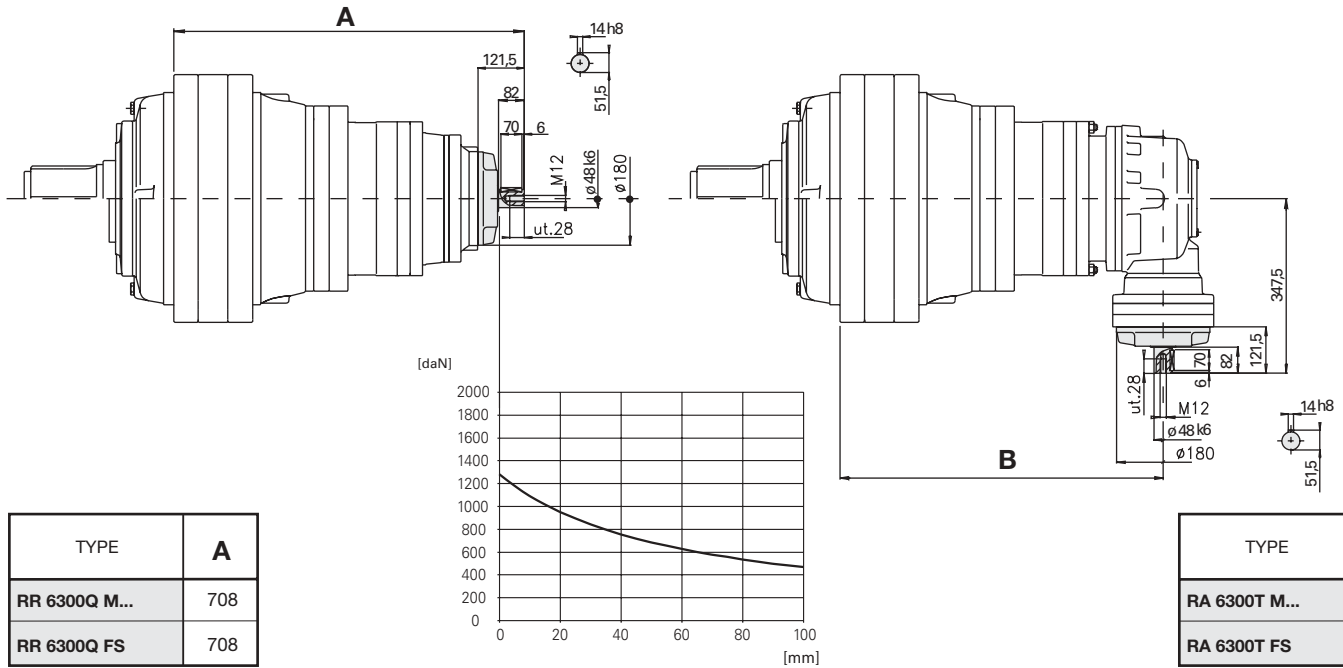 A
14h8
121,5
82
51,5
70
6
M12
ø48k6
ø180
ut.28
347,5
121,5
82
70
6
ut.28
M12
14h8
ø48k6
ø180
51,5
B
[daN]
2000
1800
1600
1400
1200
1000
800
600
400
200
0
0 20 40 60 80 100
[mm]
TYPE A
RR 6300Q M... 708
RR 6300Q FS 708
TYPE
RA 6300T M...
RA 6300T FS